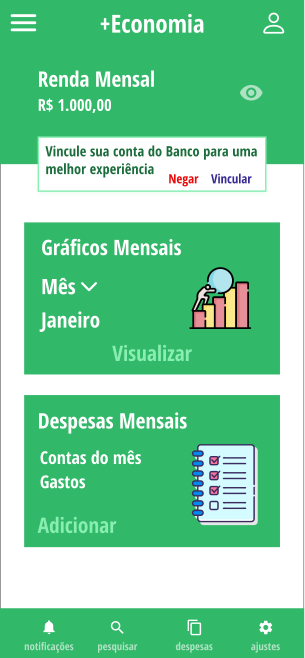 +Economia
Renda Mensal
R$ 1.000,00
Vincule sua conta do Banco para uma
melhor experiência
Negar Vincular
Gráficos Mensais
Mês
Janeiro
Visualizar
Despesas Mensais
Contas do mês
Gastos
Adicionar
notificações pesquisar despesas ajustes